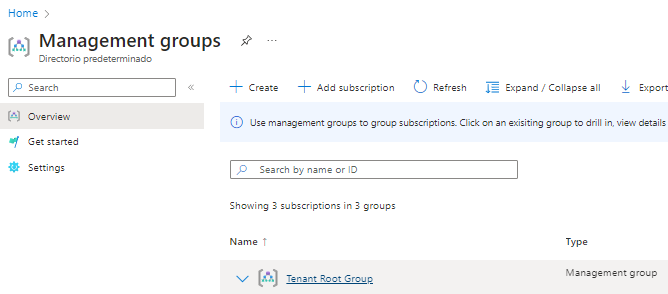 Home >
Management groups
Directorio predeterminado
Search
Overview
Get started
Settings
Create Add subscription Refresh Expand / Collapse all Export
Use management groups to group subscriptions. Click on an exisiting group to drill in, view details
Search by name or ID
Showing 3 subscriptions in 3 groups
Name ↑ Type
Tenant Root Group Management group